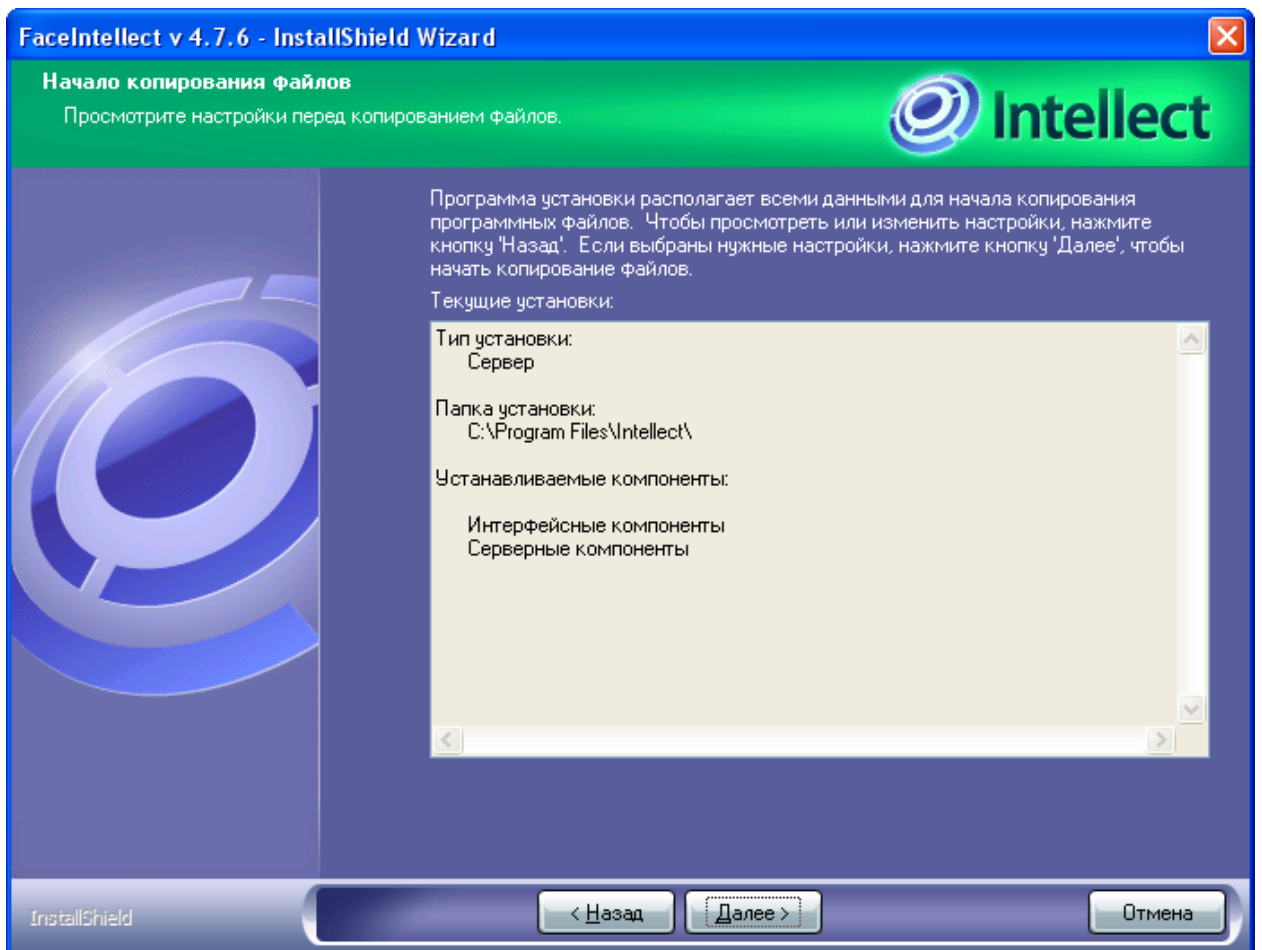 FaceIntellect v 4.7.6 - InstallShield Wizard
Начало копирования файлов
Просмотрите настройки перед копированием файлов.
Intellect
Программа установки располагает всеми данными для начала копирования
программных файлов.  Чтобы просмотреть или изменить настройки, нажмите
кнопку 'Назад'.  Если выбраны нужные настройки, нажмите кнопку 'Далее', чтобы
начать копирование файлов.
Текущие установки:
Тип установки:
Сервер
Папка установки:
C:\Program Files\Intellect\
Устанавливаемые компоненты:
Интерфейсные компоненты
Серверные компоненты
InstallShield
< Назад
Далее >
Отмена